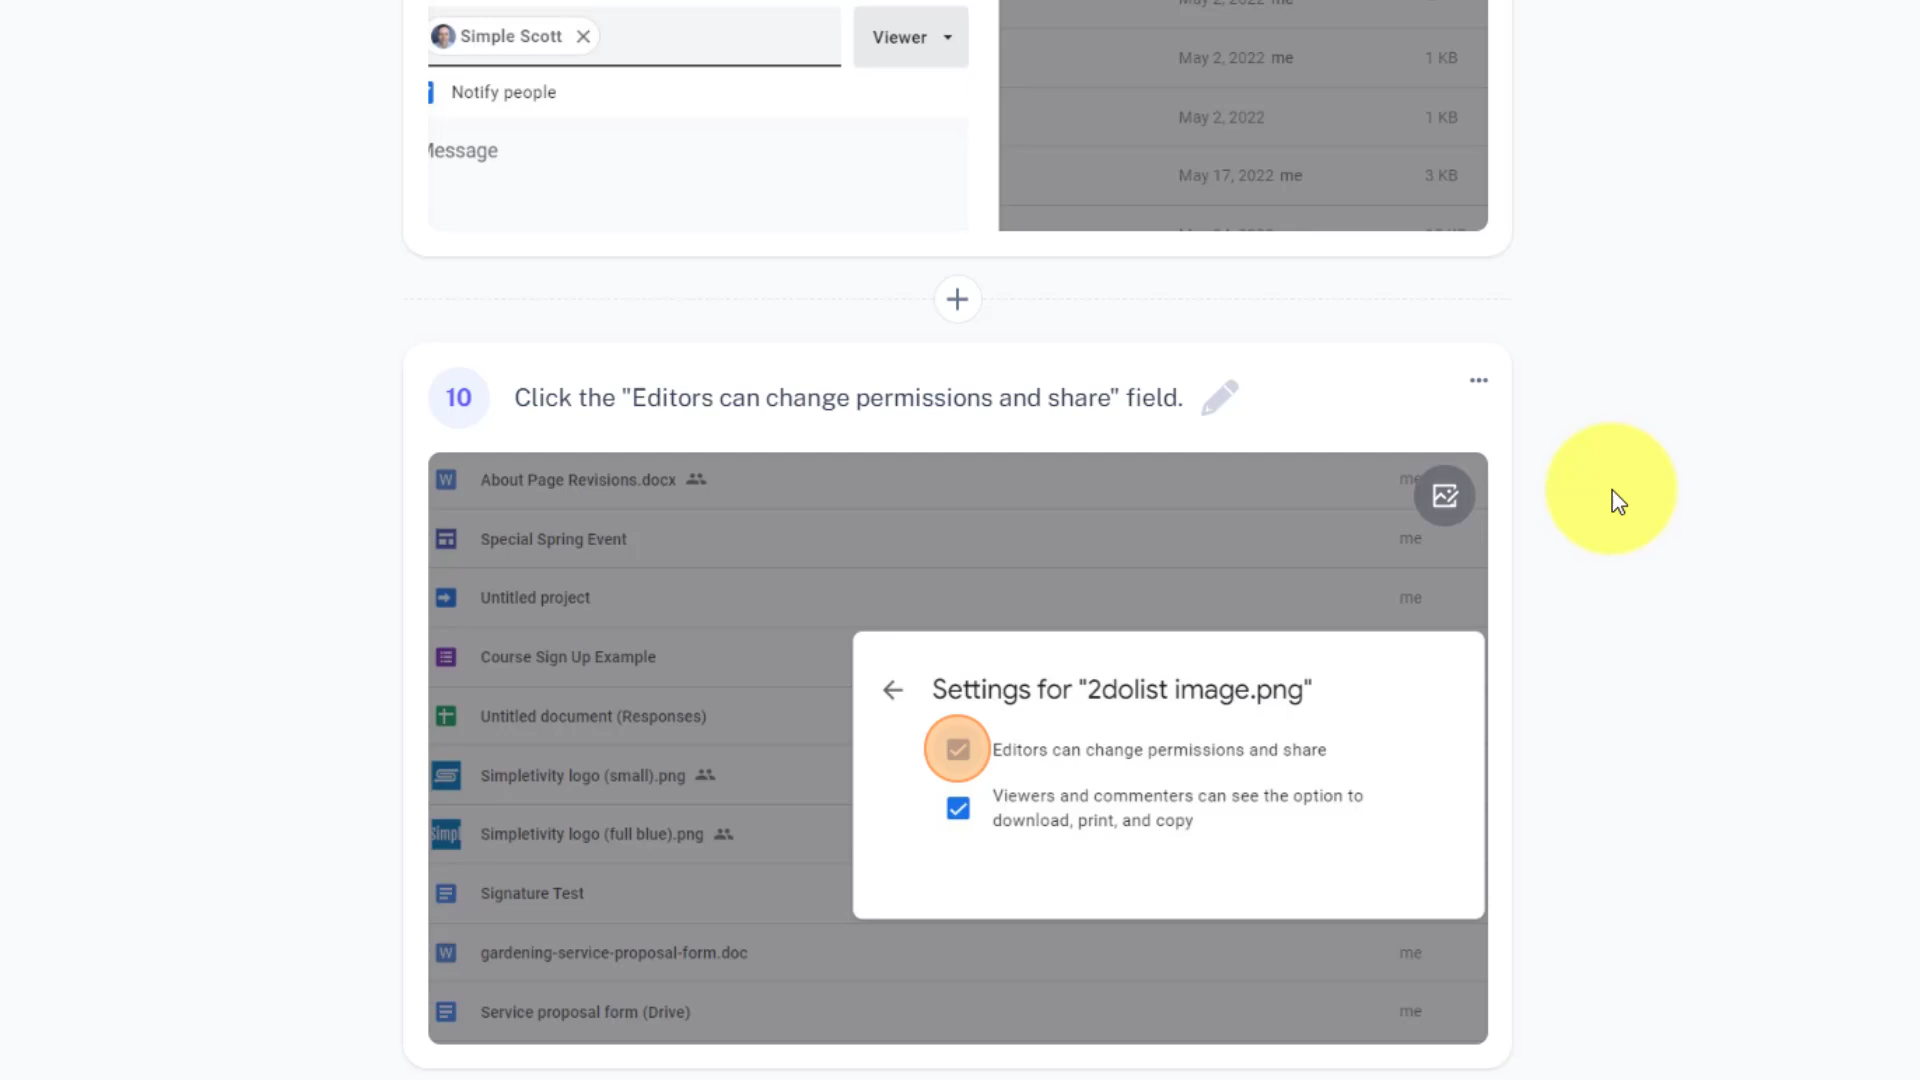 May 2, 2022 me
Simple Scott
Viewer
May 2, 2022 me 1 KB
Notify people
May 2, 2022 1 KB
Message
May 17, 2022 me 3 KB
10 Click the "Editors can change permissions and share" field.
About Page Revisions.docx me
Special Spring Event me
Untitled project me
Course Sign Up Example
Settings for "2dolist image.png"
Untitled document (Responses)
Editors can change permissions and share
Simpletivity logo (small).png
Viewers and commenters can see the option to
download, print, and copy
Simpl
Simpletivity logo (full blue).png
Signature Test
gardening-service-proposal-form.doc me
Service proposal form (Drive) me